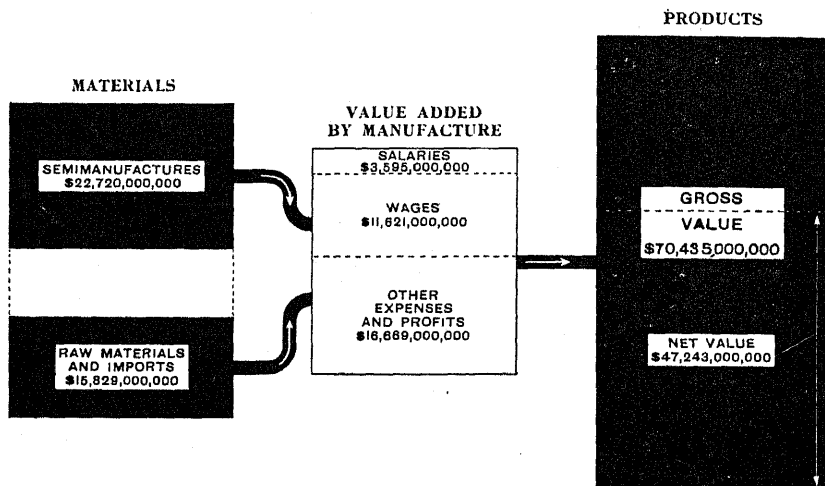 PRODUCTS
MATERIALS
VALUE ADDED
BY MANUFACTURE
SALARIES
$3,595,000,000
SEMIMANUFACTURES
$22,720,000,000
WAGES
$11,621,000,000
GROSS
VALUE
$70,435,000,000
OTHER
EXPENSES
AND PROFITS
$16,669,000,000
RAW MATERIALS
AND IMPORTS
$15,829,000,000
NET VALUE
$47,243,000,000